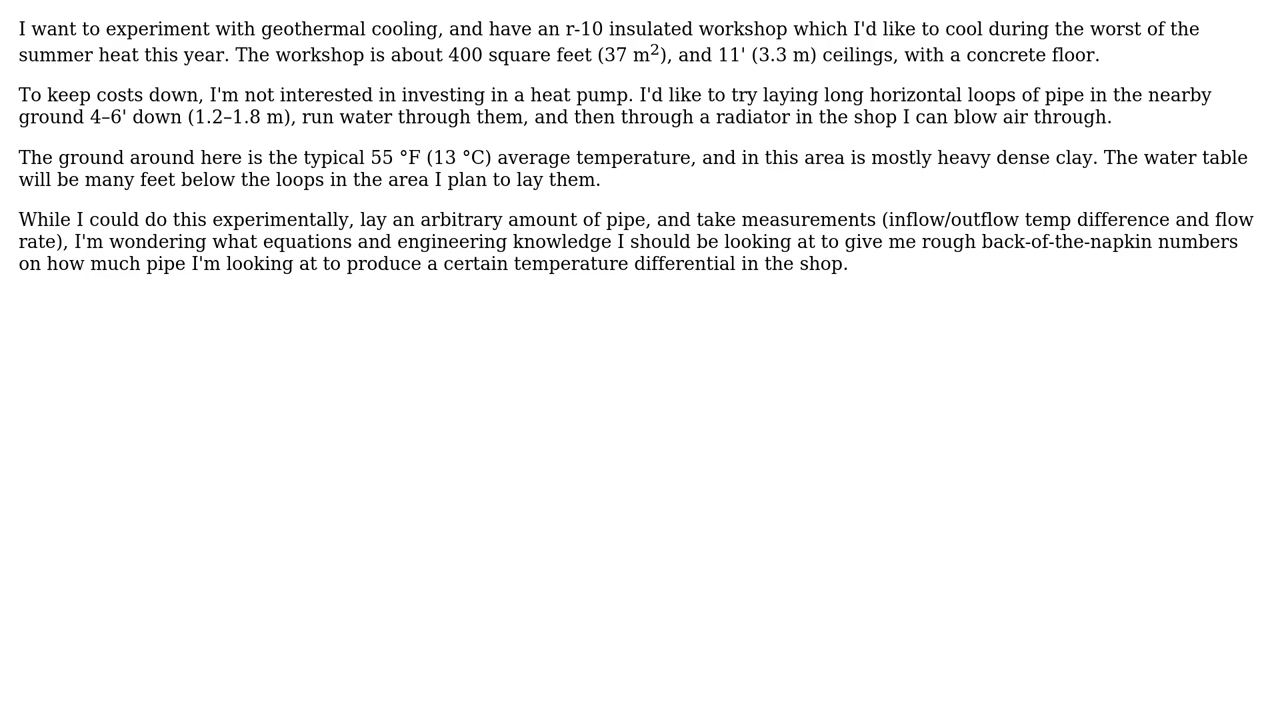 I want to experiment with geothermal cooling, and have an r-10 insulated workshop which I'd like to cool during the worst of the
summer heat this year. The workshop is about 400 square feet (37 m²), and 11' (3.3 m) ceilings, with a concrete floor.
To keep costs down, I'm not interested in investing in a heat pump. I'd like to try laying long horizontal loops of pipe in the nearby
ground 4–6' down (1.2–1.8 m), run water through them, and then through a radiator in the shop I can blow air through.
The ground around here is the typical 55 °F (13 °C) average temperature, and in this area is mostly heavy dense clay. The water table
will be many feet below the loops in the area I plan to lay them.
While I could do this experimentally, lay an arbitrary amount of pipe, and take measurements (inflow/outflow temp difference and flow
rate), I'm wondering what equations and engineering knowledge I should be looking at to give me rough back-of-the-napkin numbers
on how much pipe I'm looking at to produce a certain temperature differential in the shop.